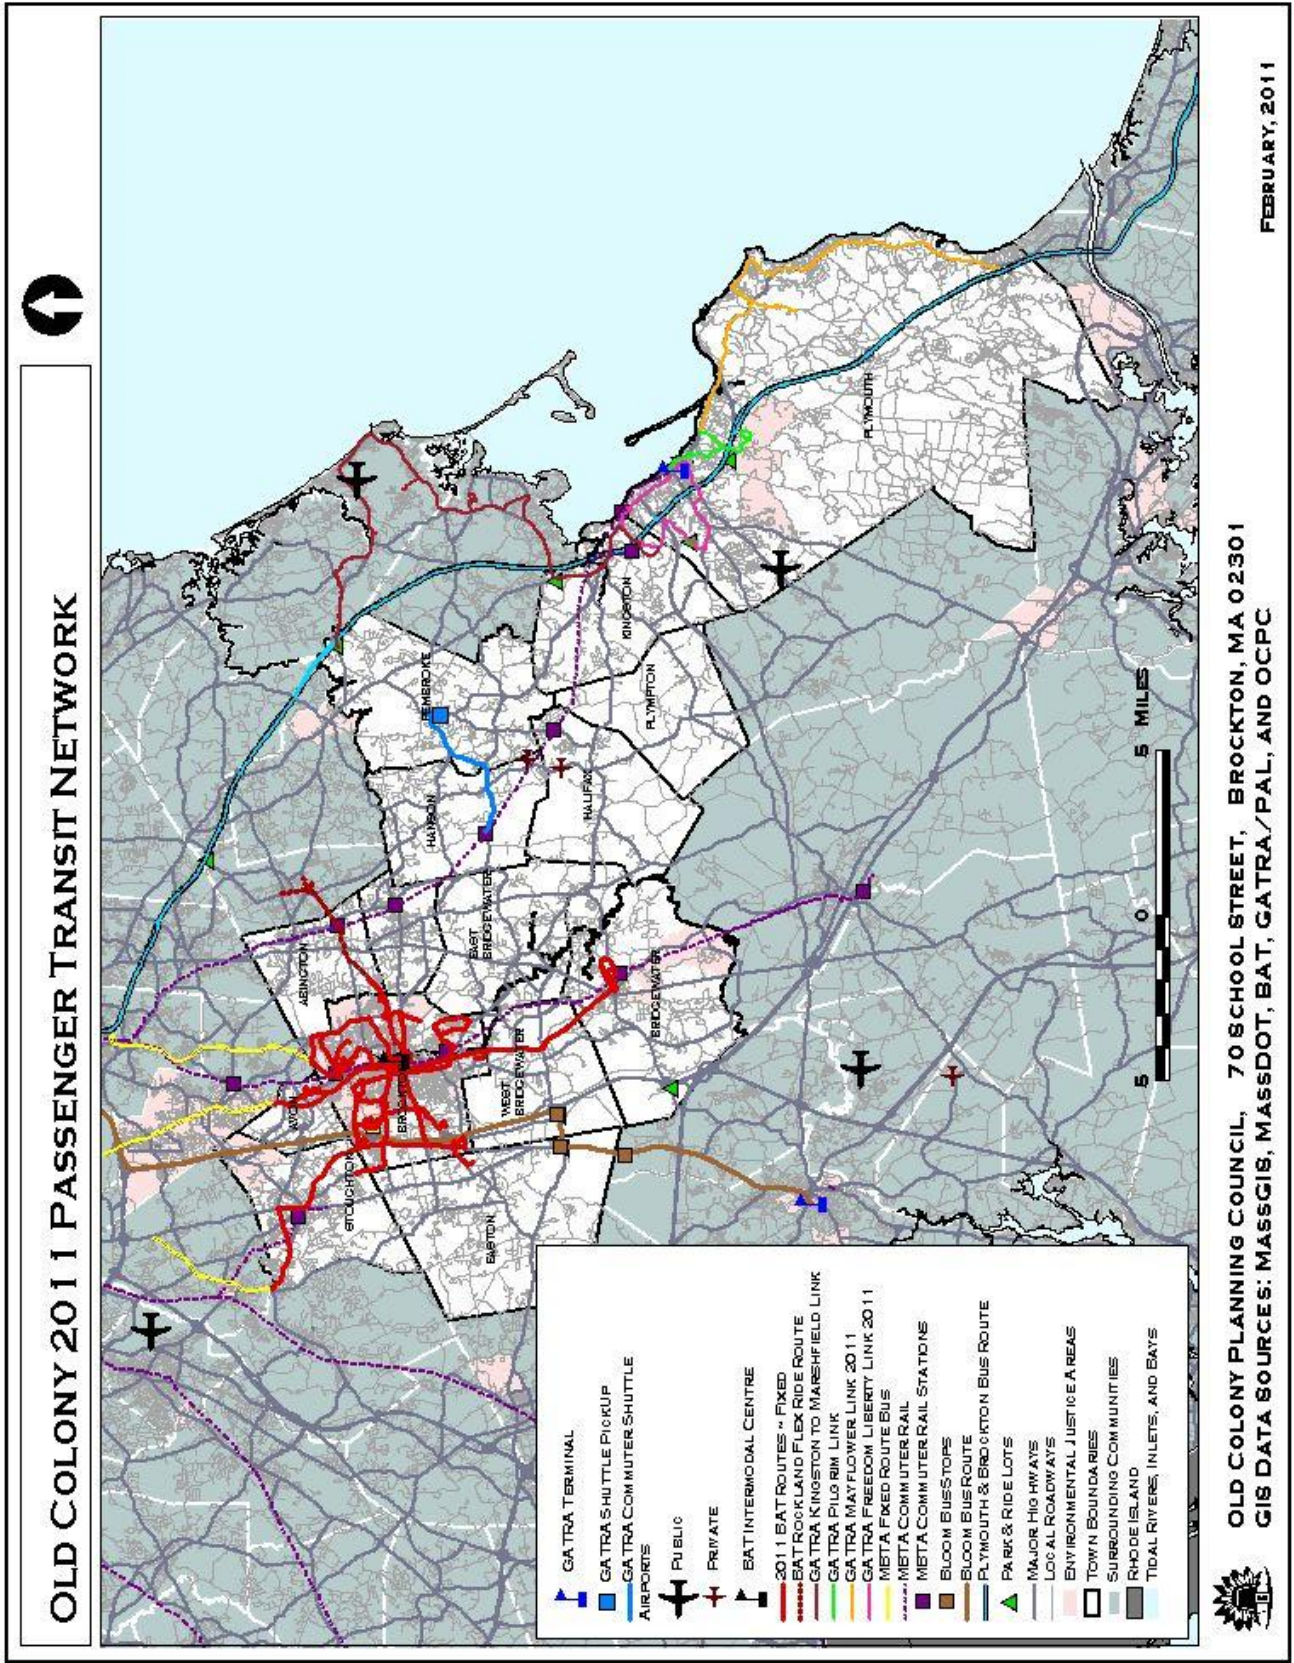 OLD COLONY 2011 PASSENGER TRANSIT NETWORK
ABINGTON
AVON
STOUGHTON
EASTON
WEST
BRIDGEWATER
EAST
BRIDGEWATER
BRIDGEWATER
HANSON
PEMBROKE
HALIFAX
PLYMPTON
KINGSTON
PLYMOUTH
GATRA TERMINAL
GATRA SHUTTLE PICKUP
GATRA COMMUTER SHUTTLE
AIRPORTS
PUBLIC
PRIVATE
BAT INTERMODAL CENTRE
2011 BAT ROUTES ~ FIXED
BAT ROCKLAND FLEX RIDE ROUTE
GATRA KINGSTON TO MARSHFIELD LINK
GATRA PILGRIM LINK
GATRA MAYFLOWER LINK 2011
GATRA FREEDOM LIBERTY LINK 2011
MBTA FIXED ROUTE BUS
MBTA COMMUTER RAIL
MBTA COMMUTER RAIL STATIONS
BLOOM BUS STOPS
BLOOM BUS ROUTE
PLYMOUTH & BROCKTON BUS ROUTE
PARK & RIDE LOTS
MAJOR HIGHWAYS
LOCAL ROADWAYS
ENVIRONMENTAL JUSTICE AREAS
TOWN BOUNDARIES
SURROUNDING COMMUNITIES
RHODE ISLAND
TIDAL RIVERS, INLETS, AND BAYS
5 0 5 MILES
OLD COLONY PLANNING COUNCIL, 70 SCHOOL STREET, BROCKTON, MA 02301
GIS DATA SOURCES: MASSGIS, MASSDOT, BAT, GATRA/PAL, AND OCPC
FEBRUARY, 2011